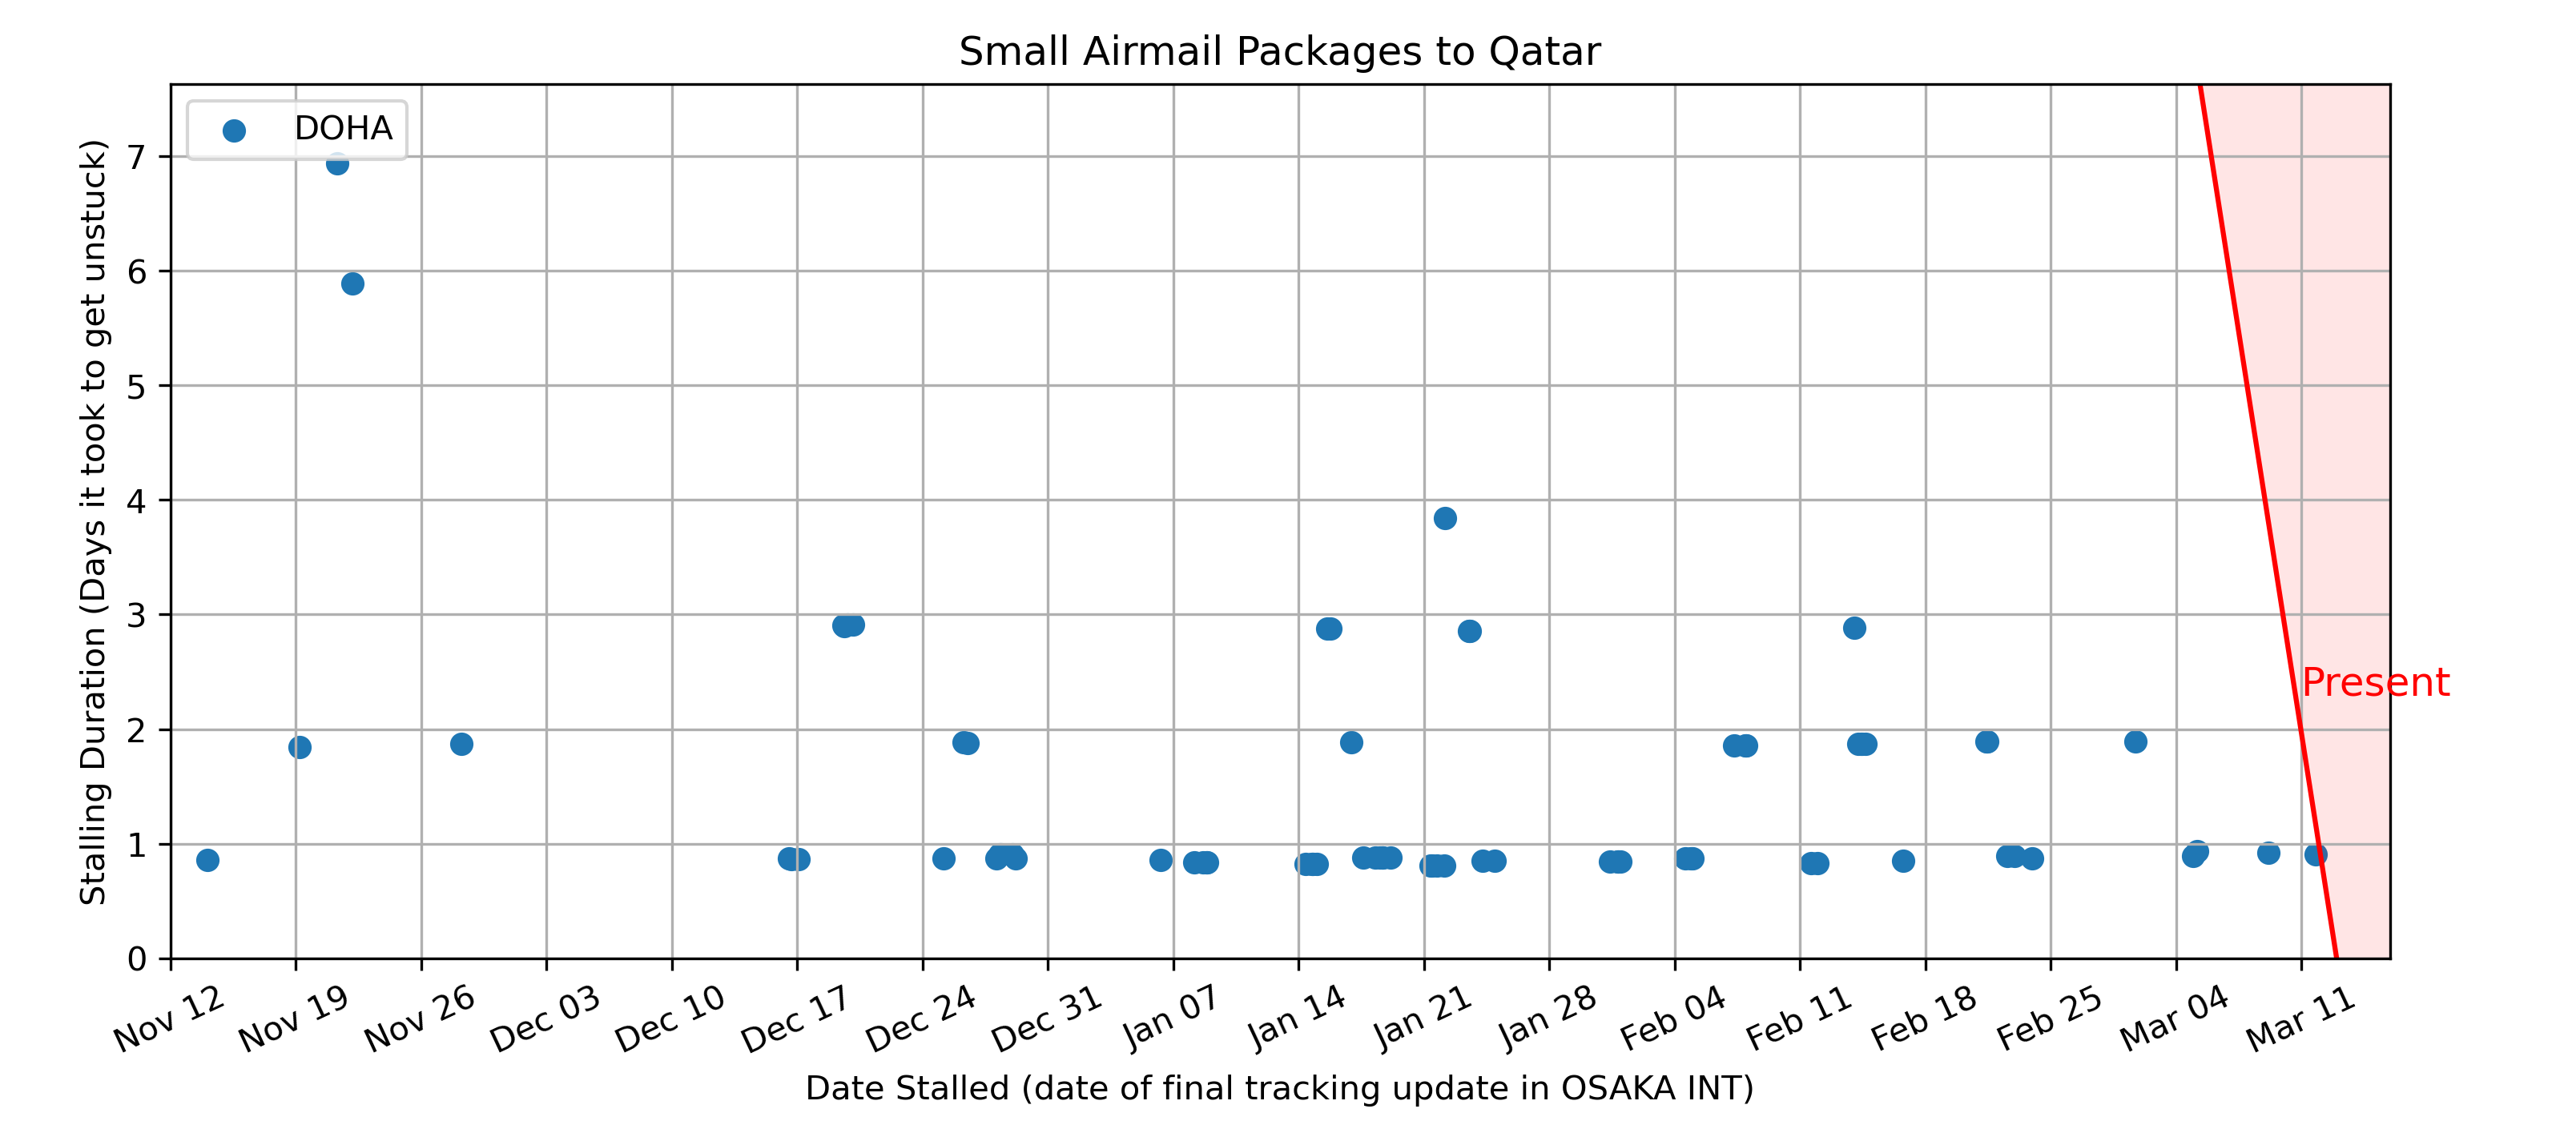 Small Airmail Packages to Qatar
DOHA
Stalling Duration (Days it took to get unstuck)
7
6
5
4
3
2
1
0
Present
Nov 12
Nov 19
Nov 26
Dec 03
Dec 10
Dec 17
Dec 24
Dec 31
Jan 07
Jan 14
Jan 21
Jan 28
Feb 04
Feb 11
Feb 18
Feb 25
Mar 04
Mar 11
Date Stalled (date of final tracking update in OSAKA INT)